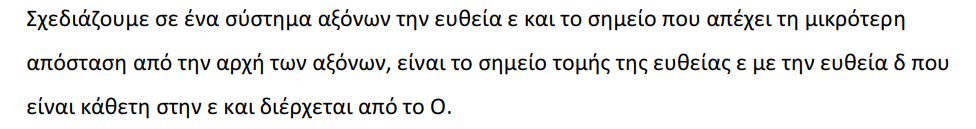 Σχεδιάζουμε σε ένα σύστημα αξόνων την ευθεία ε και το σημείο που απέχει τη μικρότερη
απόσταση από την αρχή των αξόνων, είναι το σημείο τομής της ευθείας ε με την ευθεία δ που
είναι κάθετη στην ε και διέρχεται από το Ο.